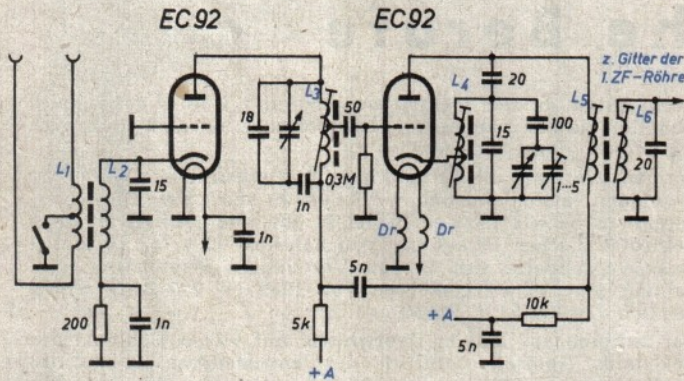 EC92
EC92
z. Gitter der
1. ZF-Röhre
L1
L2
15
1n
200
1n
18
L3
50
0,3M
1n
5k
+A
5n
Dr
Dr
L4
20
15
100
1...5
L5
L6
20
+A
10k
5n